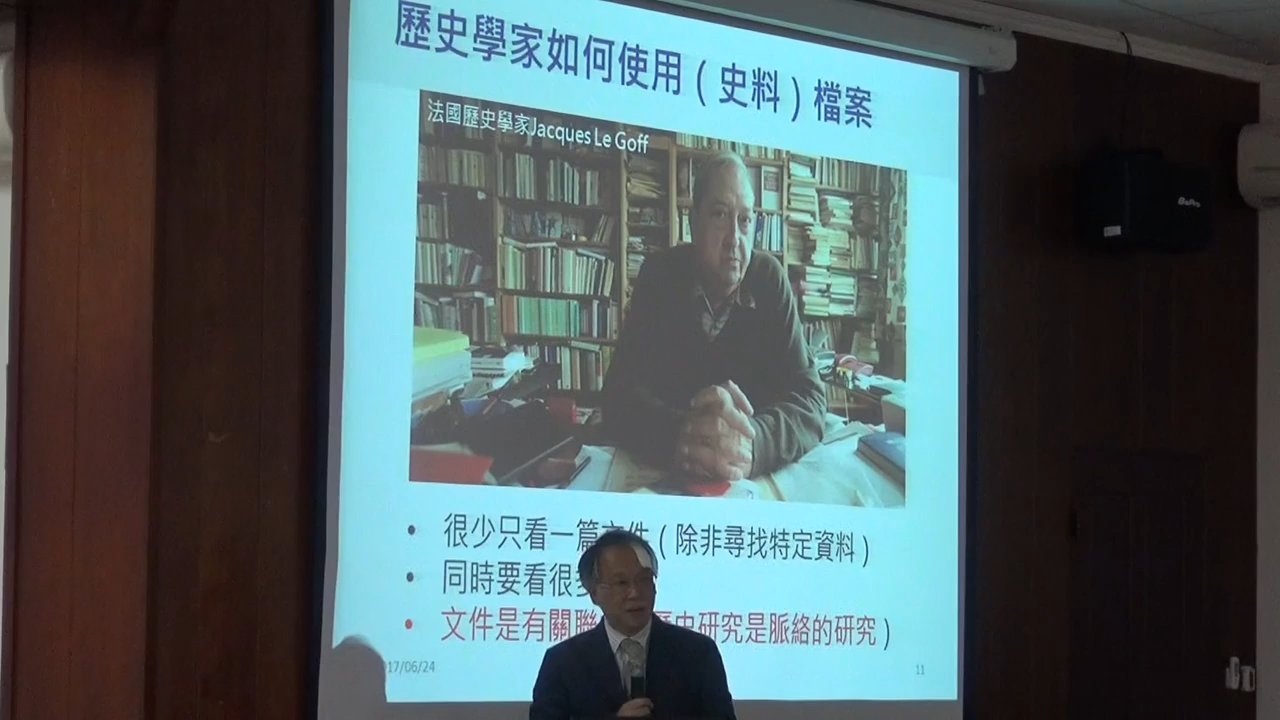 歷史學家如何使用(史料)檔案
法國歷史學家Jacques Le Goff
• 很少只看一篇文件(除非尋找特定資料)
• 同時要看很
• 文件是有關聯 歷史研究是脈絡的研究)
17/06/24
11